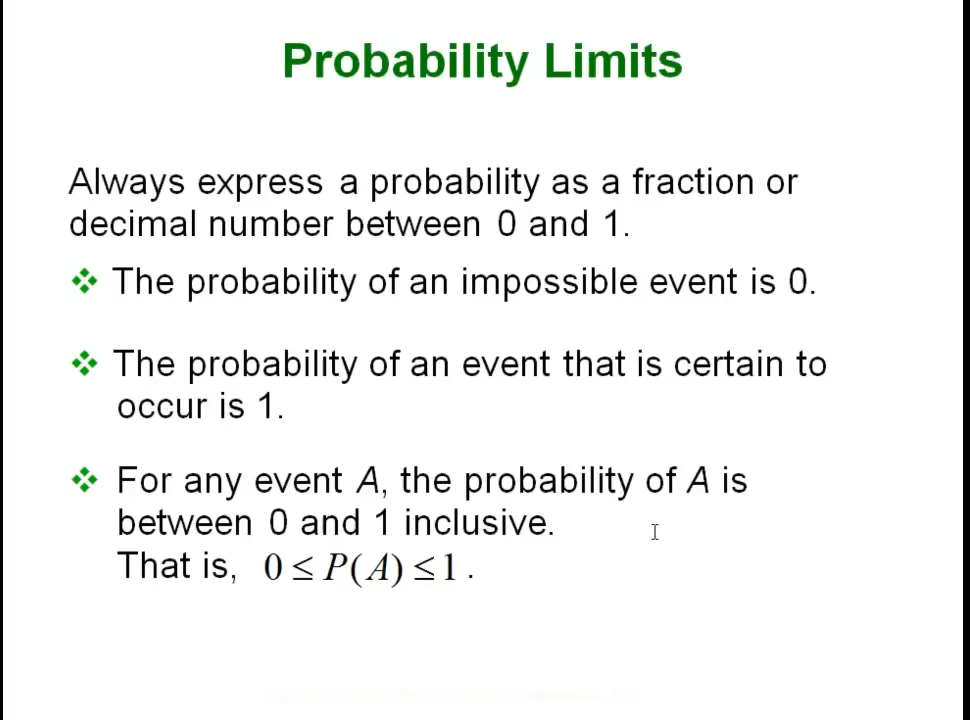 Probability Limits
Always express a probability as a fraction or
decimal number between 0 and 1.
❖ The probability of an impossible event is 0.
❖ The probability of an event that is certain to
occur is 1.
❖ For any event A, the probability of A is
between 0 and 1 inclusive.
That is, 0 ≤ P(A) ≤ 1 .